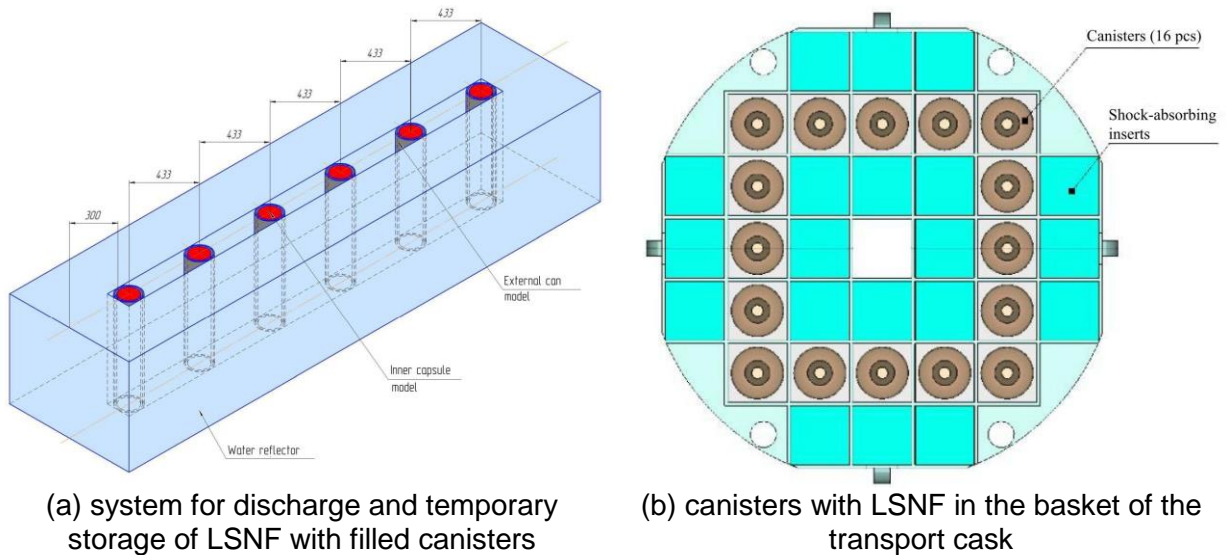 433
433
433
433
433
300
External can
model
Inner capsule
model
Water reflector
Canisters (16 pcs)
Shock-absorbing
inserts
(a) system for discharge and temporary
storage of LSNF with filled canisters
(b) canisters with LSNF in the basket of the
transport cask